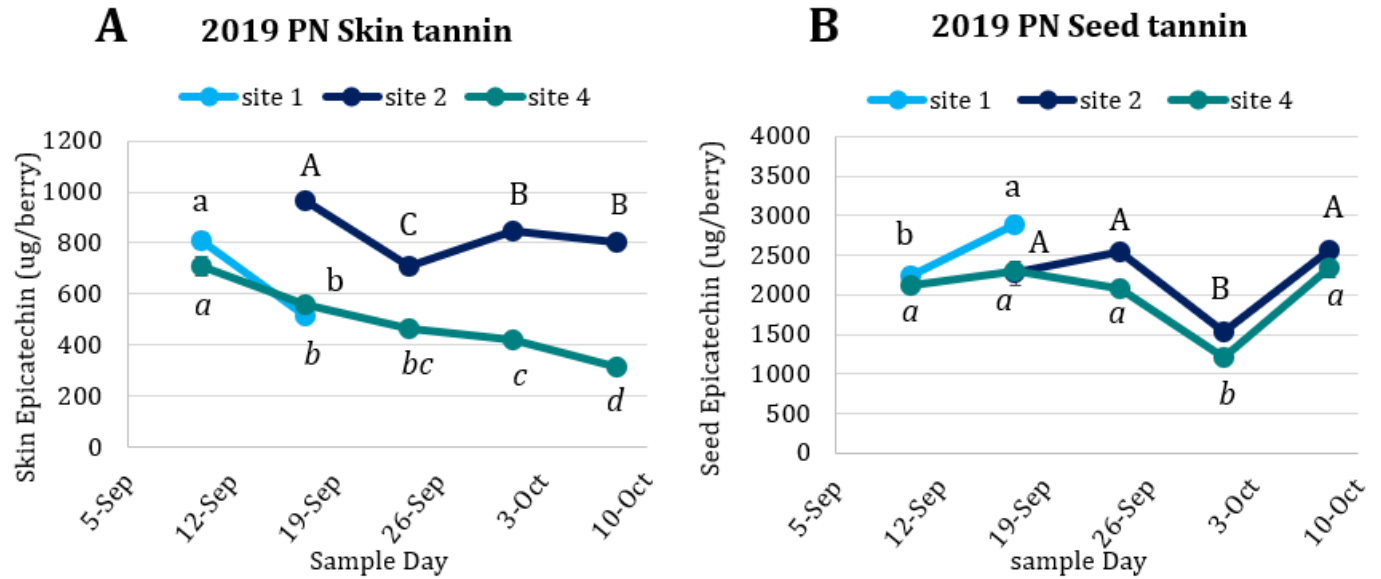 A 2019 PN Skin tannin
site 1 site 2 site 4
Skin Epicatechin (ug/berry)
1200
1000
800
600
400
200
0
a
A
C
B
B
b
a
b
bc
c
d
5-Sep 12-Sep 19-Sep 26-Sep 3-Oct 10-Oct
Sample Day
B 2019 PN Seed tannin
site 1 site 2 site 4
Seed Epicatechin (ug/berry)
4000
3500
3000
2500
2000
1500
1000
500
0
b
a
A
A
B
A
a
a
a
b
a
5-Sep 12-Sep 19-Sep 26-Sep 3-Oct 10-Oct
sample Day